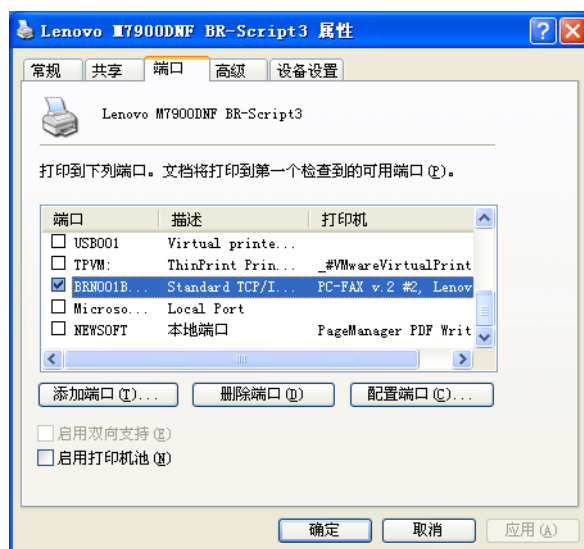 Lenovo M7900DNF BR-Script3 属性
常规 共享 端口 高级 设备设置
Lenovo M7900DNF BR-Script3
打印到下列端口。文档将打印到第一个检查到的可用端口(P)。
端口 描述 打印机
USB001 Virtual printe...
TPVM: ThinPrint Prin... _#VMwareVirtualPrint
BRN001B... Standard TCP/I... PC-FAX v.2 #2, Lenov
Microso... Local Port
NEWSOFT 本地端口 PageManager PDF Writ
添加端口(T)... 删除端口(D) 配置端口(C)...
启用双向支持(E)
启用打印机池(N)
确定 取消 应用(A)